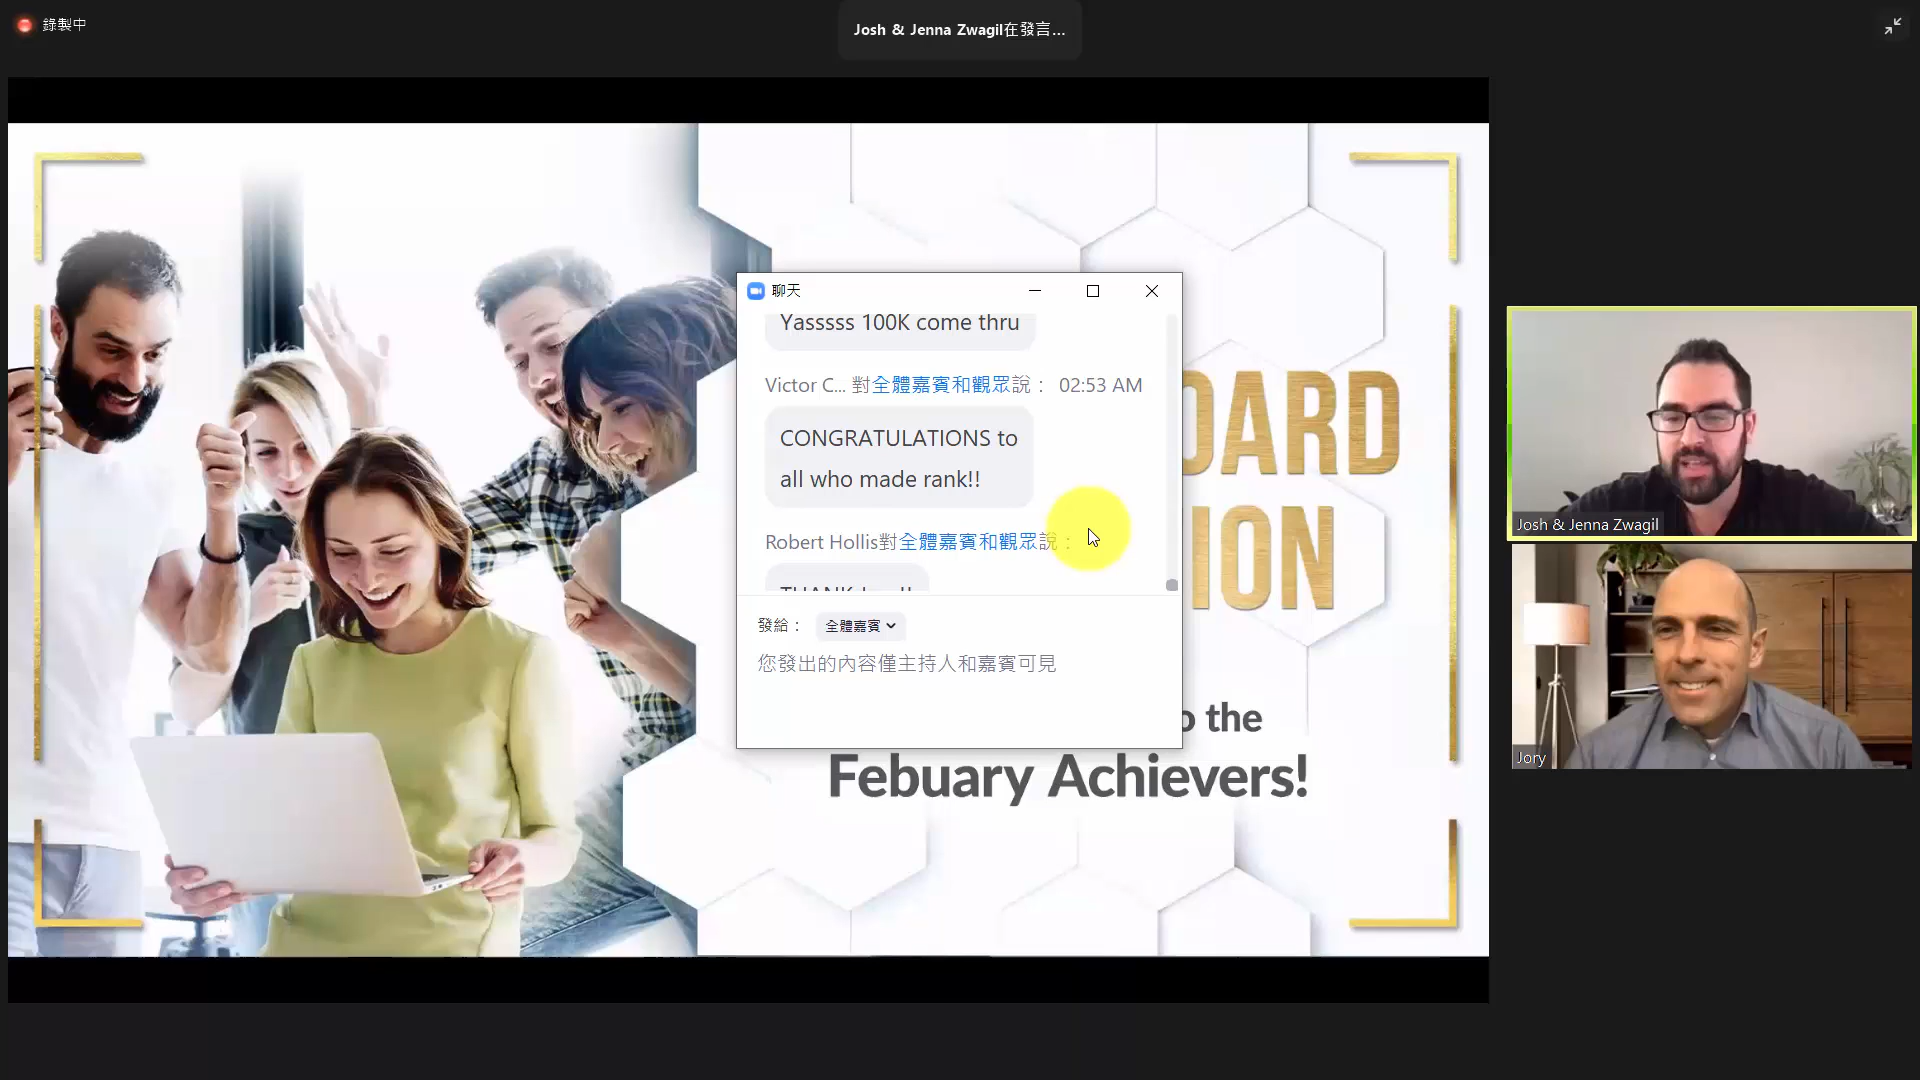 錄製中
Josh & Jenna Zwagil在發言...
聊天
Yasssss 100K come thru
Victor C... 對全體嘉賓和觀眾說： 02:53 AM
CONGRATULATIONS to
all who made rank!!
Robert Hollis對全體嘉賓和觀眾說：
發給：
全體嘉賓
您發出的內容僅主持人和嘉賓可見
OARD
ION
o the
Febuary Achievers!
Josh & Jenna Zwagil
Jory